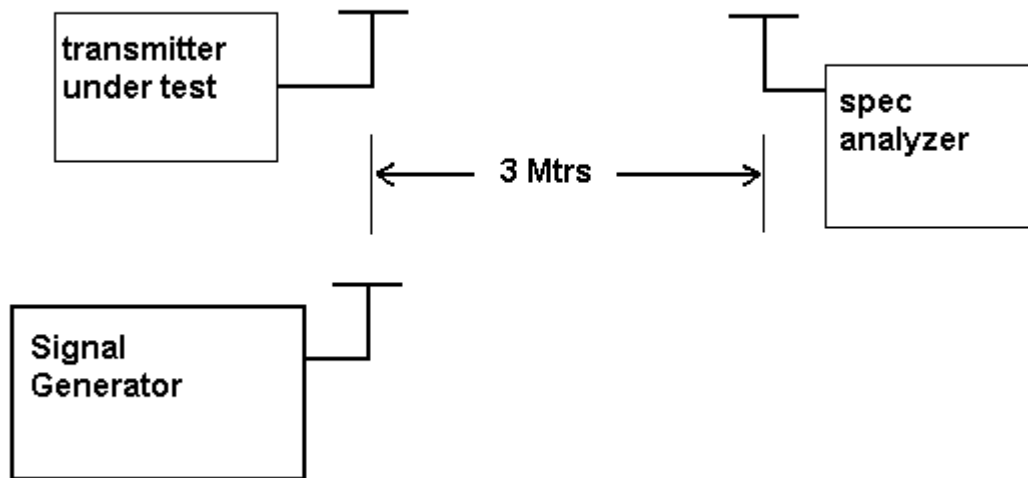 transmitter
under test
spec
analyzer
3 Mtrs
Signal
Generator